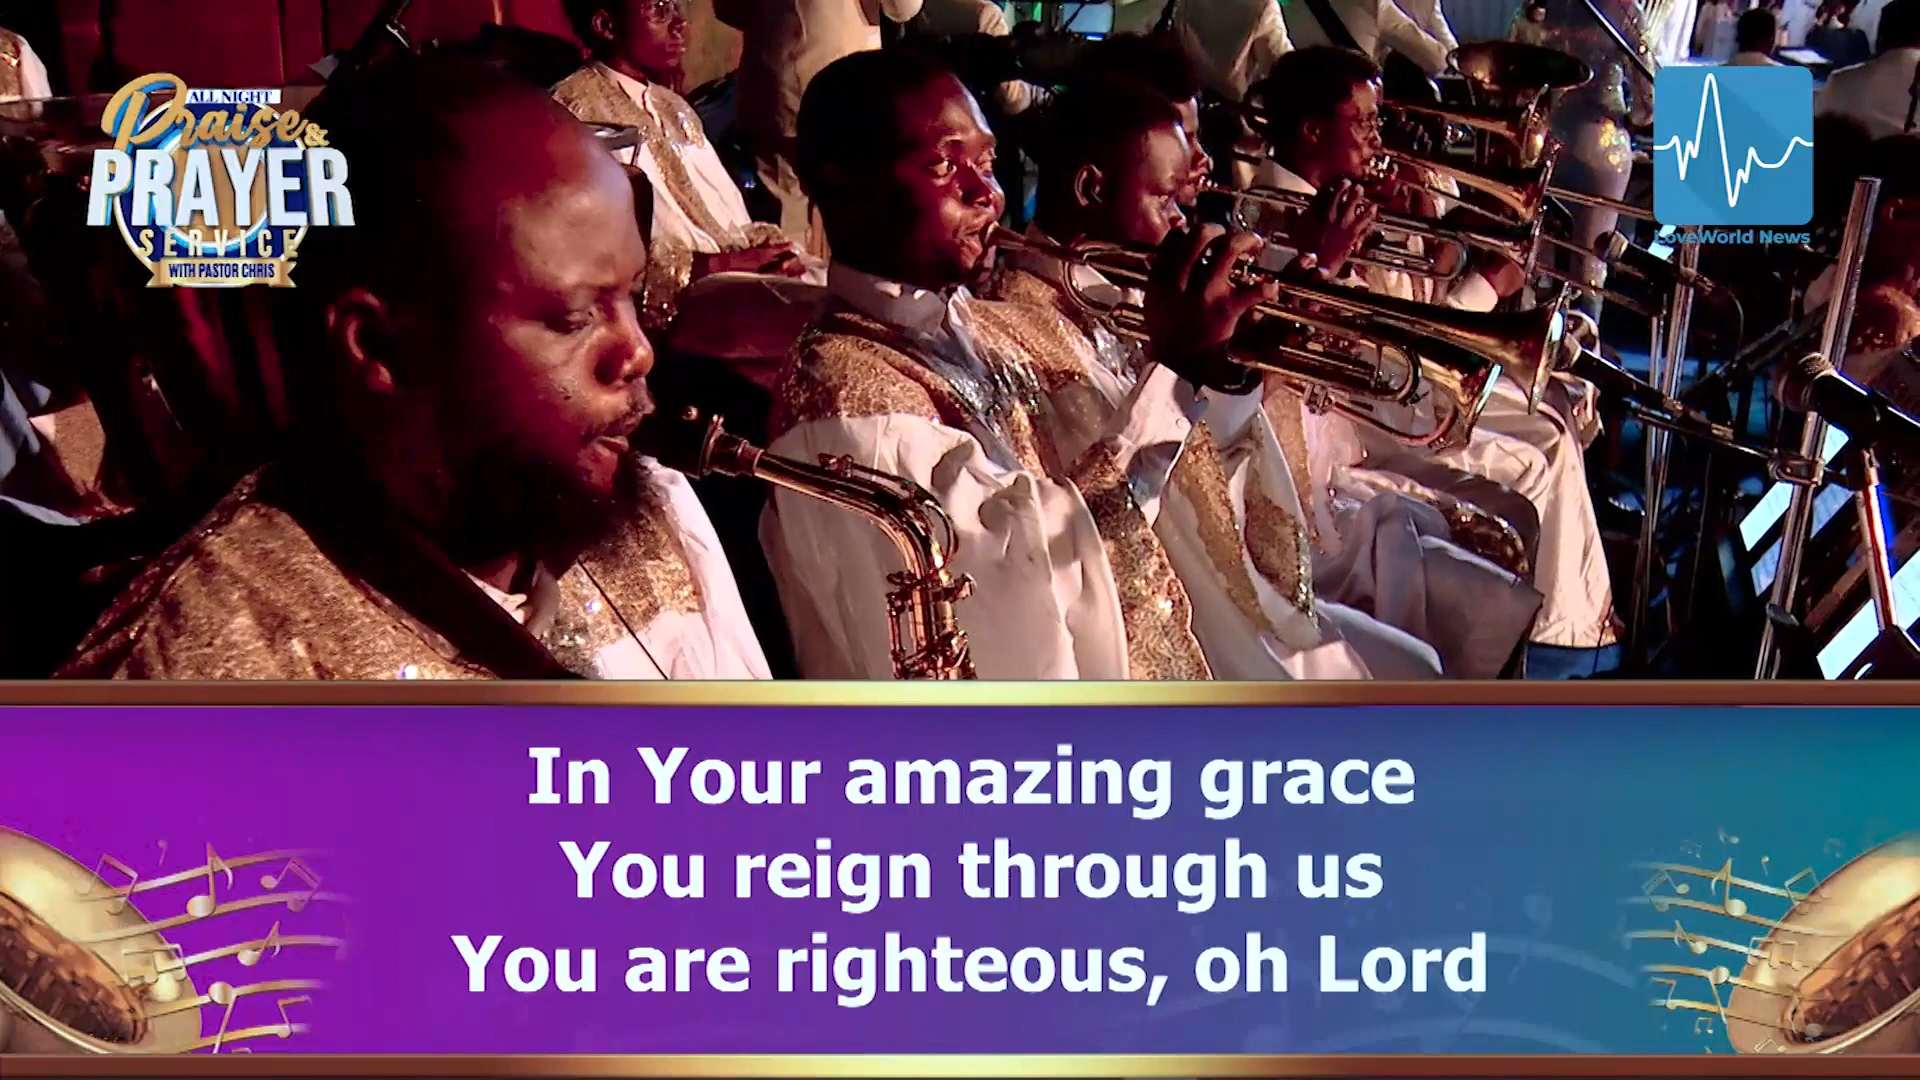 ALL NIGHT
Praise &
PRAYER
SERVICE
WITH PASTOR CHRIS
LoveWorld News
In Your amazing grace
You reign through us
You are righteous, oh Lord